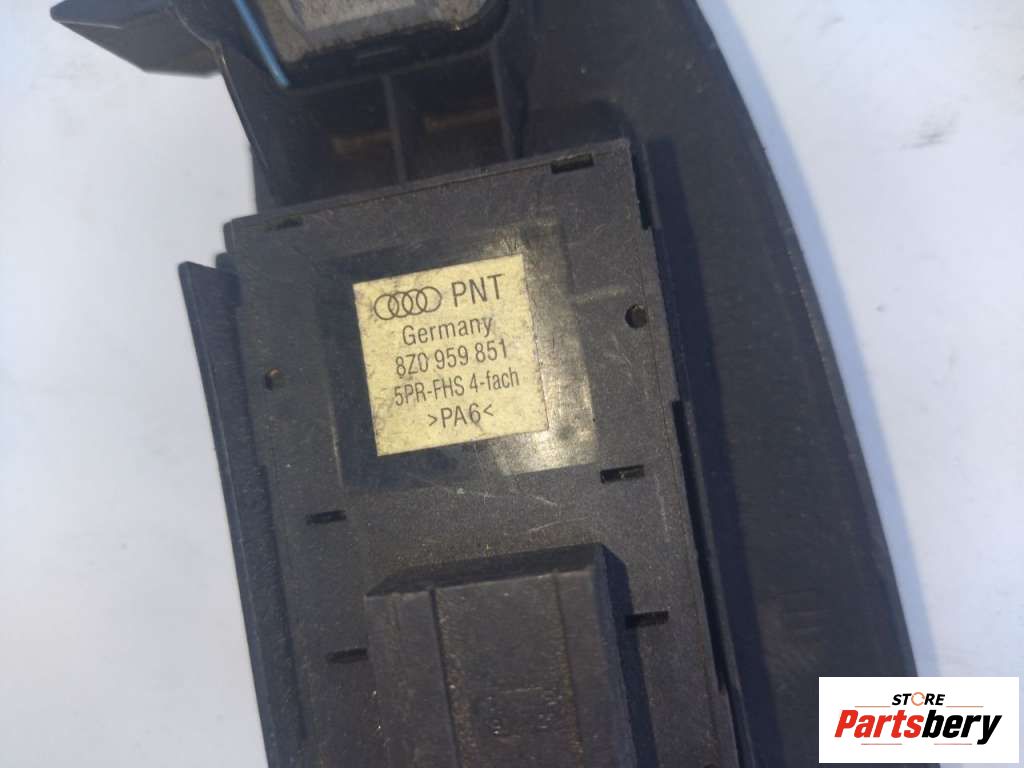 PNT
Germany
8Z0 959 851
5PR-FHS 4-fach
>PA6<
STORE
Partsbery